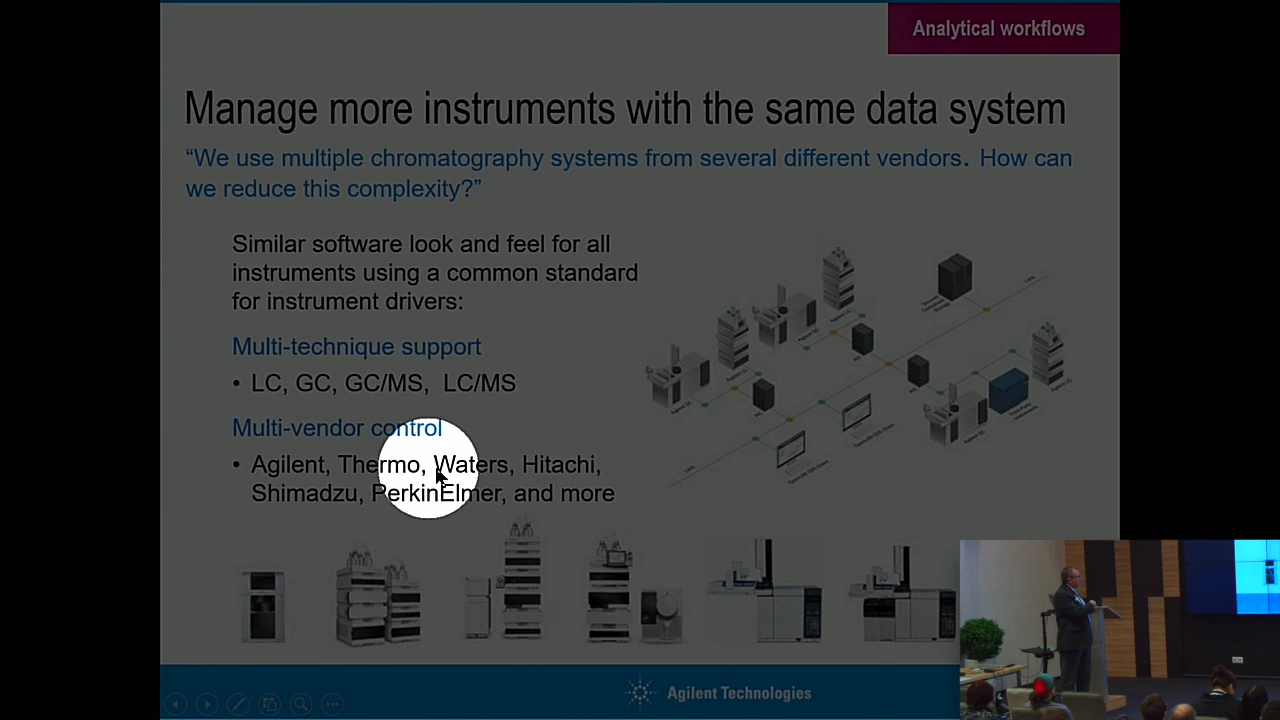 Analytical workflows
Manage more instruments with the same data system
“We use multiple chromatography systems from several different vendors. How can
we reduce this complexity?”
Similar software look and feel for all
instruments using a common standard
for instrument drivers:
Multi-technique support
• LC, GC, GC/MS, LC/MS
Multi-vendor control
• Agilent, Thermo, Waters, Hitachi,
Shimadzu, PerkinElmer, and more
Agilent Technologies